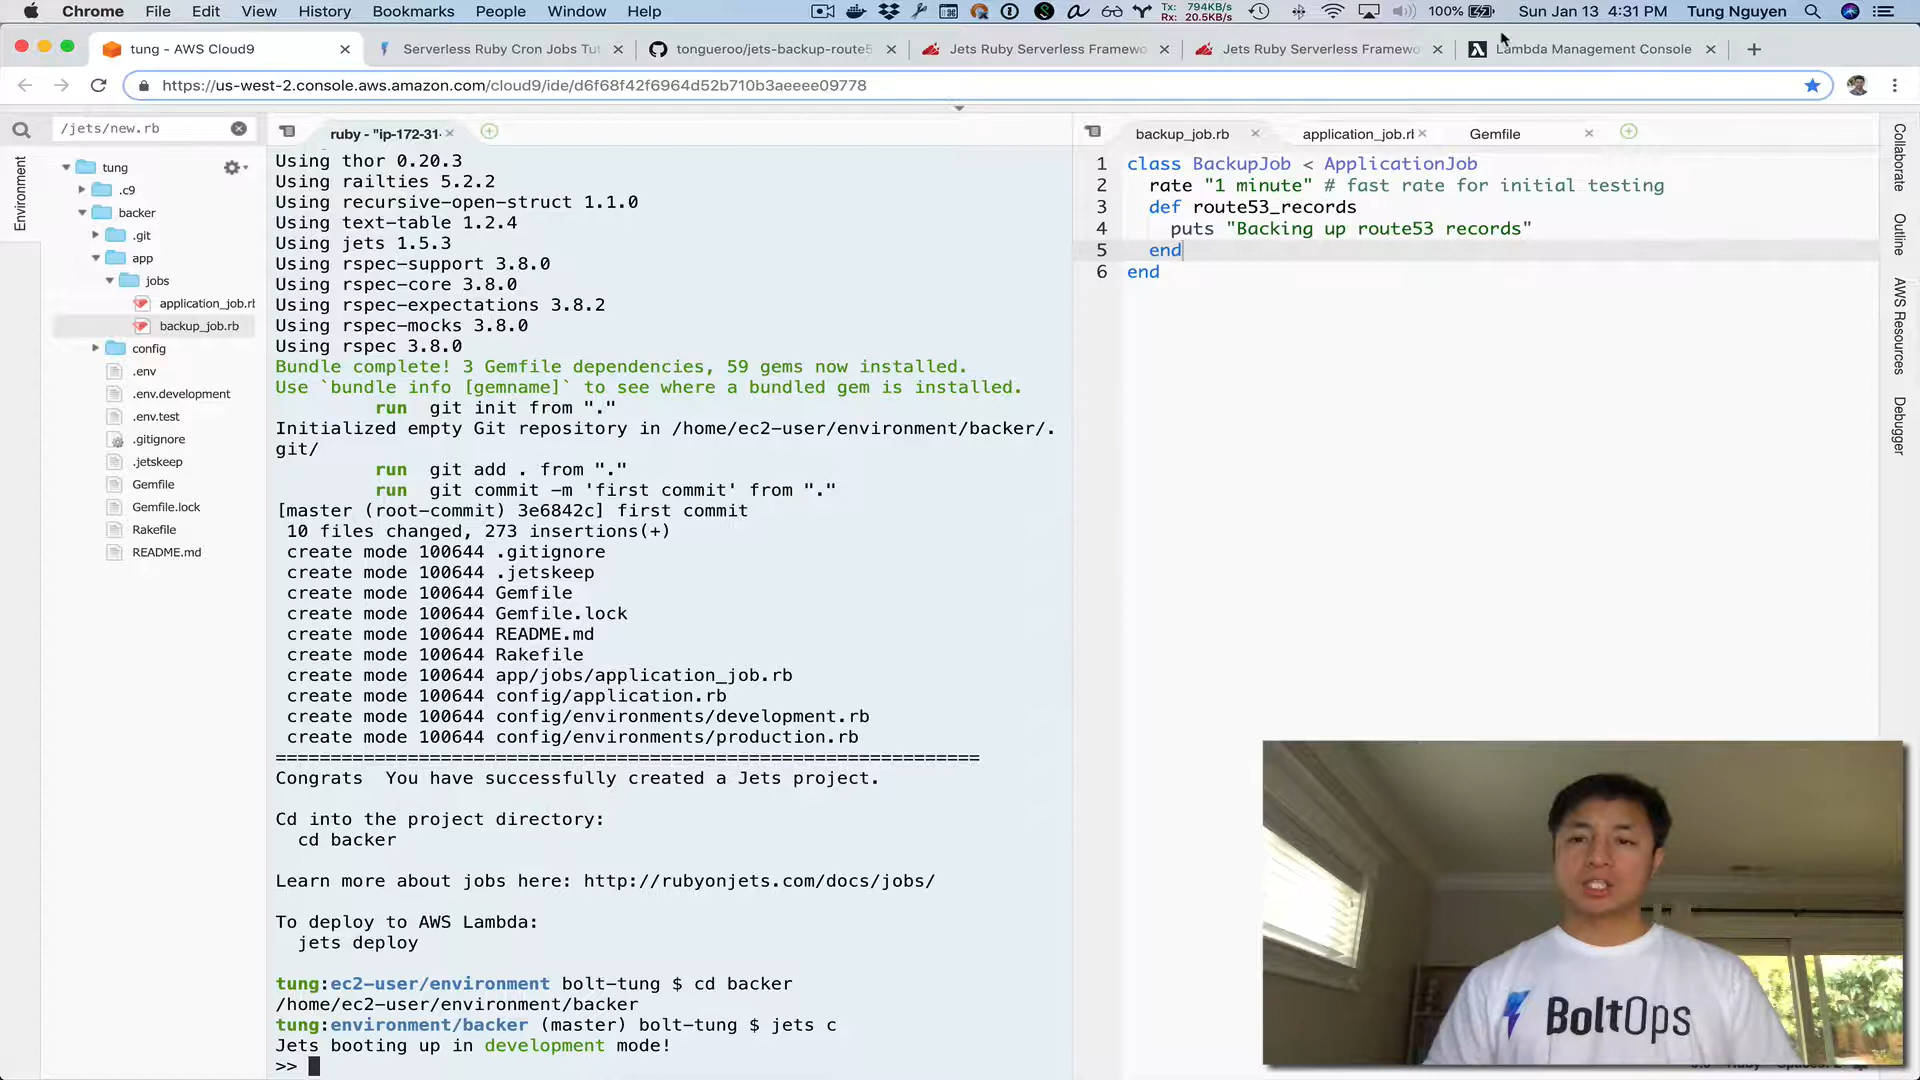 Chrome File Edit View History Bookmarks People Window Help Tx: 794KB/s Rx: 20.5KB/s 100% Sun Jan 13 4:31 PM Tung Nguyen
tung - AWS Cloud9 Serverless Ruby Cron Jobs Tut tongueroo/jets-backup-route5 Jets Ruby Serverless Framewo Jets Ruby Serverless Framewo Lambda Management Console
https://us-west-2.console.aws.amazon.com/cloud9/ide/d6f68f42f6964d52b710b3aeeee09778
/jets/new.rb
Environment
tung
.c9
backer
.git
app
jobs
application_job.rb
backup_job.rb
config
.env
.env.development
.env.test
.gitignore
.jetskeep
Gemfile
Gemfile.lock
Rakefile
README.md
ruby - "ip-172-31-
Using thor 0.20.3
Using railties 5.2.2
Using recursive-open-struct 1.1.0
Using text-table 1.2.4
Using jets 1.5.3
Using rspec-support 3.8.0
Using rspec-core 3.8.0
Using rspec-expectations 3.8.2
Using rspec-mocks 3.8.0
Using rspec 3.8.0
Bundle complete! 3 Gemfile dependencies, 59 gems now installed.
Use `bundle info [gemname]` to see where a bundled gem is installed.
run git init from "."
Initialized empty Git repository in /home/ec2-user/environment/backer/.
git/
run git add . from "."
run git commit -m 'first commit' from "."
[master (root-commit) 3e6842c] first commit
10 files changed, 273 insertions(+)
create mode 100644 .gitignore
create mode 100644 .jetskeep
create mode 100644 Gemfile
create mode 100644 Gemfile.lock
create mode 100644 README.md
create mode 100644 Rakefile
create mode 100644 app/jobs/application_job.rb
create mode 100644 config/application.rb
create mode 100644 config/environments/development.rb
create mode 100644 config/environments/production.rb
================================================================
Congrats You have successfully created a Jets project.
Cd into the project directory:
cd backer
Learn more about jobs here: http://rubyonjets.com/docs/jobs/
To deploy to AWS Lambda:
jets deploy
tung:ec2-user/environment bolt-tung $ cd backer
/home/ec2-user/environment/backer
tung:environment/backer (master) bolt-tung $ jets c
Jets booting up in development mode!
>>
backup_job.rb application_job.rl Gemfile
1 class BackupJob < ApplicationJob
2 rate "1 minute" # fast rate for initial testing
3 def route53_records
4 puts "Backing up route53 records"
5 end
6 end
Collaborate
Outline
AWS Resources
Debugger
BoltOps